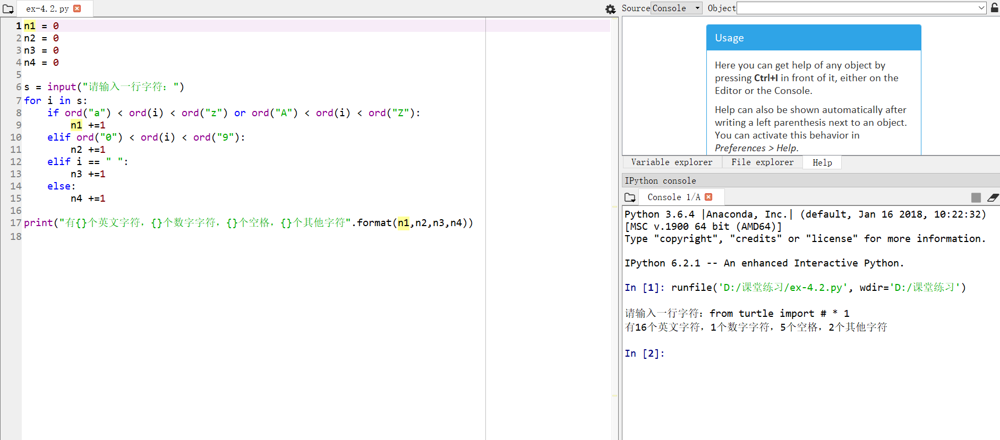 ex-4.2.py
1 n1 = 0
2 n2 = 0
3 n3 = 0
4 n4 = 0
5
6 s = input("请输入一行字符：")
7 for i in s:
8     if ord("a") < ord(i) < ord("z") or ord("A") < ord(i) < ord("Z"):
9         n1 +=1
10     elif ord("0") < ord(i) < ord("9"):
11         n2 +=1
12     elif i == " ":
13         n3 +=1
14     else:
15         n4 +=1
16
17 print("有{}个英文字符，{}个数字字符，{}个空格，{}个其他字符".format(n1,n2,n3,n4))
18
Source Console Object
Usage
Here you can get help of any object by
pressing Ctrl+I in front of it, either on the
Editor or the Console.
Help can also be shown automatically after
writing a left parenthesis next to an object.
You can activate this behavior in
Preferences > Help.
Variable explorer File explorer Help
IPython console
Console 1/A
Python 3.6.4 |Anaconda, Inc.| (default, Jan 16 2018, 10:22:32)
[MSC v.1900 64 bit (AMD64)]
Type "copyright", "credits" or "license" for more information.
IPython 6.2.1 -- An enhanced Interactive Python.
In [1]: runfile('D:/课堂练习/ex-4.2.py', wdir='D:/课堂练习')
请输入一行字符：from turtle import # * 1
有16个英文字符，1个数字字符，5个空格，2个其他字符
In [2]: